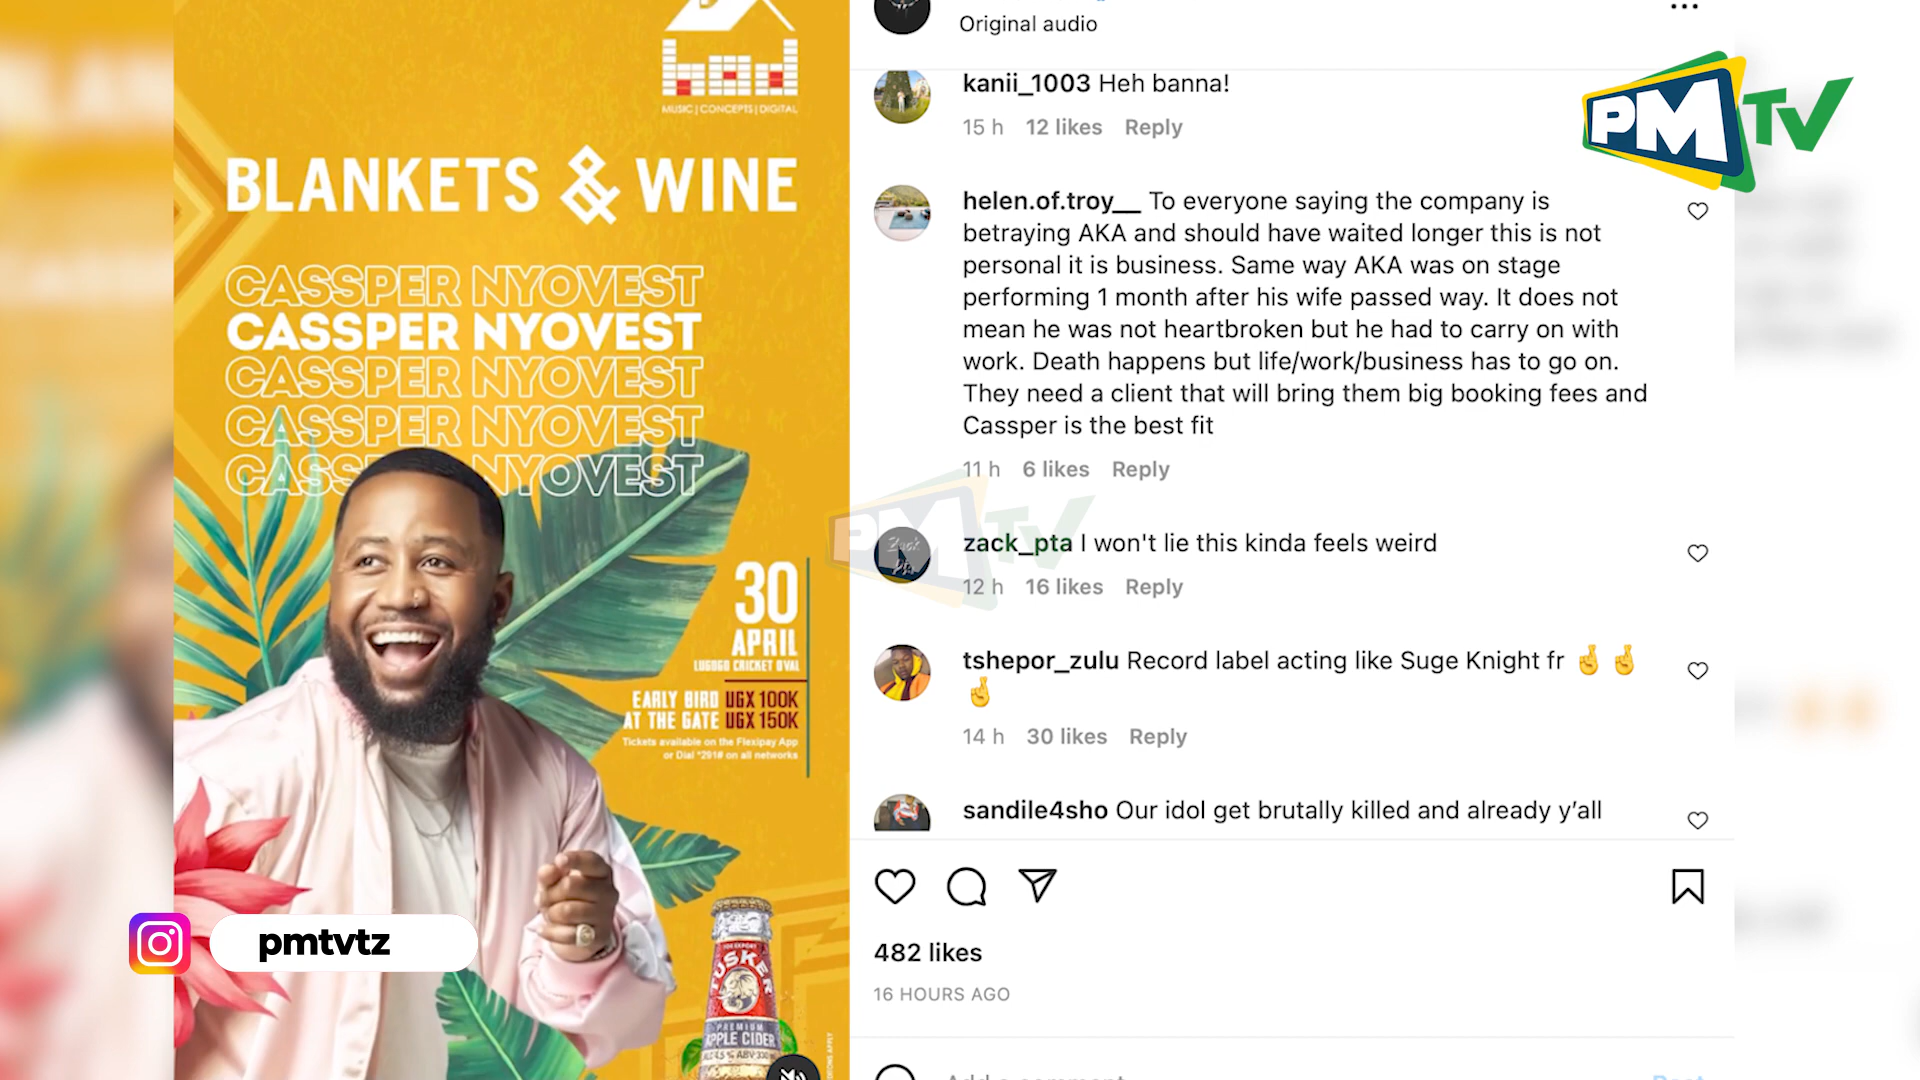 MUSIC | CONCEPTS | DIGITAL
BLANKETS & WINE
CASSPER NYOVEST
CASSPER NYOVEST
CASSPER NYOVEST
CASSPER NYOVEST
CASSPER NYOVEST
30
APRIL
LUGOGO CRICKET OVAL
EARLY BIRD UGX 100K
AT THE GATE UGX 150K
Tickets available on the Flexipay App
or Dial *291# on all networks
TUSKER
PREMIUM
APPLE CIDER
pmtvtz
Original audio
PMTV
kanii_1003 Heh banna!
15 h 12 likes Reply
helen.of.troy__ To everyone saying the company is
betraying AKA and should have waited longer this is not
personal it is business. Same way AKA was on stage
performing 1 month after his wife passed way. It does not
mean he was not heartbroken but he had to carry on with
work. Death happens but life/work/business has to go on.
They need a client that will bring them big booking fees and
Cassper is the best fit
11 h 6 likes Reply
PMTV
zack_pta I won't lie this kinda feels weird
12 h 16 likes Reply
tshepor_zulu Record label acting like Suge Knight fr 🤞🤞
🤞
14 h 30 likes Reply
sandile4sho Our idol get brutally killed and already y’all
482 likes
16 HOURS AGO